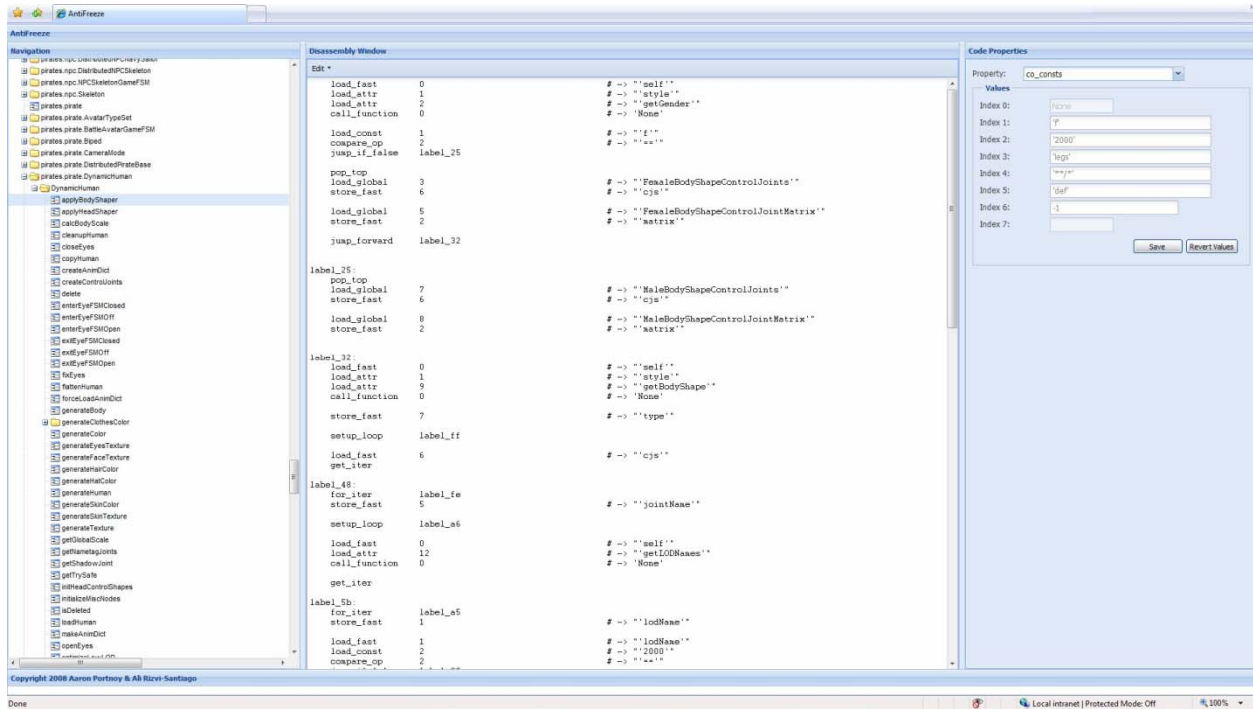 AntiFreeze
AntiFreeze
Navigation
pirates.npc.DistributedNPCNavySailor
pirates.npc.DistributedNPCSkeleton
pirates.npc.NPCSkeletonGameFSM
pirates.npc.Skeleton
pirates.pirate
pirates.pirate.AvatarTypeSet
pirates.pirate.BattleAvatarGameFSM
pirates.pirate.Biped
pirates.pirate.CameraMode
pirates.pirate.DistributedPirateBase
pirates.pirate.DynamicHuman
DynamicHuman
applyBodyShaper
applyHeadShaper
calcBodyScale
cleanupHuman
closeEyes
copyHuman
createAnimDict
createControlJoints
delete
enterEyeFSMClosed
enterEyeFSMOff
enterEyeFSMOpen
exitEyeFSMClosed
exitEyeFSMOff
exitEyeFSMOpen
fixEyes
flattenHuman
forceLoadAnimDict
generateBody
generateClothesColor
generateColor
generateEyesTexture
generateFaceTexture
generateHairColor
generateHatColor
generateHuman
generateSkinColor
generateSkinTexture
generateTexture
getGlobalScale
getNametagJoints
getShadowJoint
getTrySafe
initHeadControlShapes
initializeMiscNodes
isDeleted
loadHuman
makeAnimDict
openEyes
optimizeLowLOD
Disassembly Window
Edit
load_fast 0 # -> "'self'"
load_attr 1 # -> "'style'"
load_attr 2 # -> "'getGender'"
call_function 0 # -> 'None'
load_const 1 # -> "'f'"
compare_op 2 # -> "'=='"
jump_if_false label_25
pop_top
load_global 3 # -> "'FemaleBodyShapeControlJoints'"
store_fast 6 # -> "'cjs'"
load_global 5 # -> "'FemaleBodyShapeControlJointMatrix'"
store_fast 2 # -> "'matrix'"
jump_forward label_32
label_25:
pop_top
load_global 7 # -> "'MaleBodyShapeControlJoints'"
store_fast 6 # -> "'cjs'"
load_global 8 # -> "'MaleBodyShapeControlJointMatrix'"
store_fast 2 # -> "'matrix'"
label_32:
load_fast 0 # -> "'self'"
load_attr 1 # -> "'style'"
load_attr 9 # -> "'getBodyShape'"
call_function 0 # -> 'None'
store_fast 7 # -> "'type'"
setup_loop label_ff
load_fast 6 # -> "'cjs'"
get_iter
label_48:
for_iter label_fe
store_fast 5 # -> "'jointName'"
setup_loop label_a6
load_fast 0 # -> "'self'"
load_attr 12 # -> "'getLODNames'"
call_function 0 # -> 'None'
get_iter
label_5b:
for_iter label_a5
store_fast 1 # -> "'lodName'"
load_fast 1 # -> "'lodName'"
load_const 2 # -> "'2000'"
compare_op 2 # -> "'=='"
Code Properties
Property: co_consts
Values
Index 0: None
Index 1: 'f'
Index 2: '2000'
Index 3: 'legs'
Index 4: '**/*'
Index 5: 'def'
Index 6: -1
Index 7:
Save Revert Values
Copyright 2008 Aaron Portnoy & Ali Rizvi-Santiago
Done Local intranet | Protected Mode: Off 100%